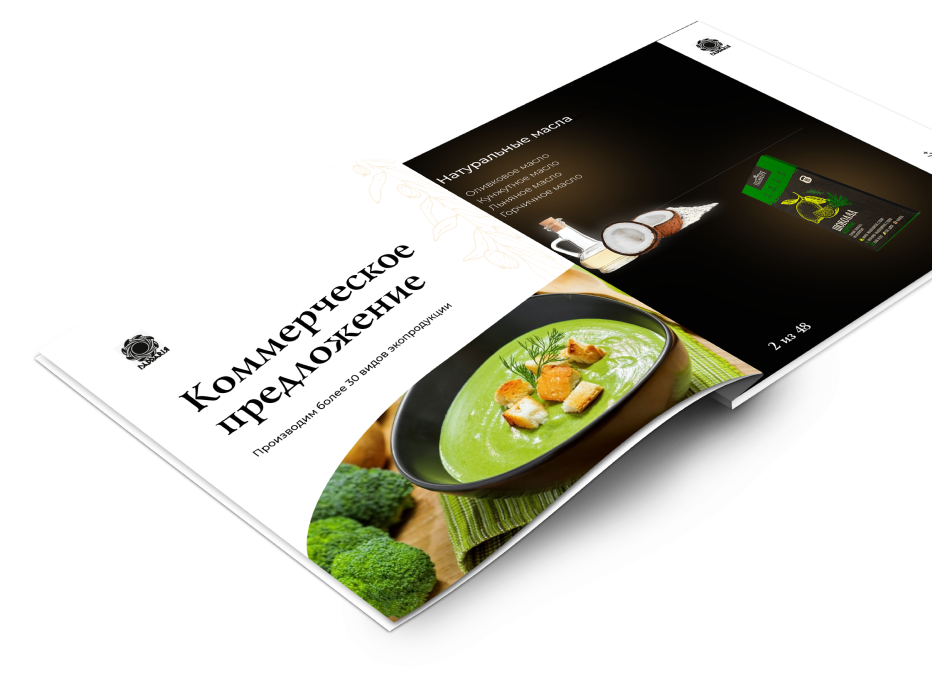 Коммерческое
предложение
Производим более 30 видов экопродукции
Натуральные масла
Оливковое масло
Кунжутное масло
Льняное масло
Горчичное масло
ШОКОЛАД
2 из 48